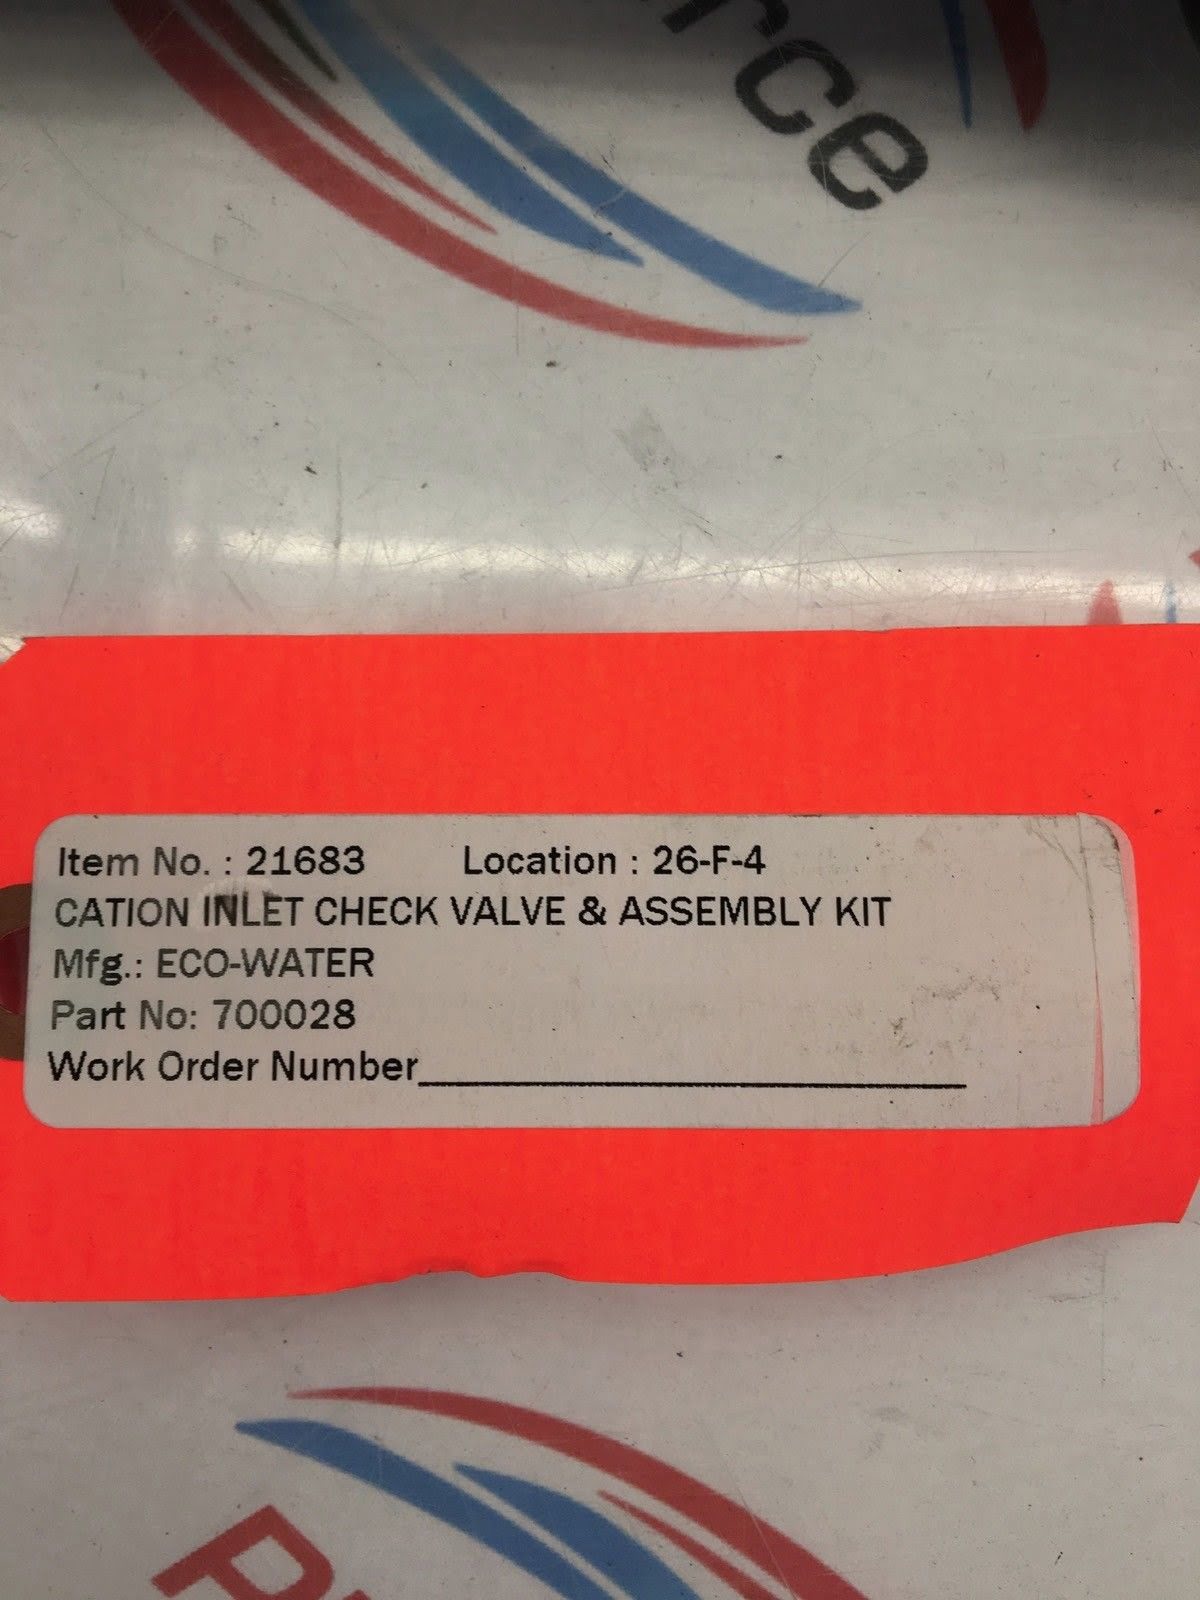 rce
Item No. : 21683 Location : 26-F-4
CATION INLET CHECK VALVE & ASSEMBLY KIT
Mfg.: ECO-WATER
Part No: 700028
Work Order Number